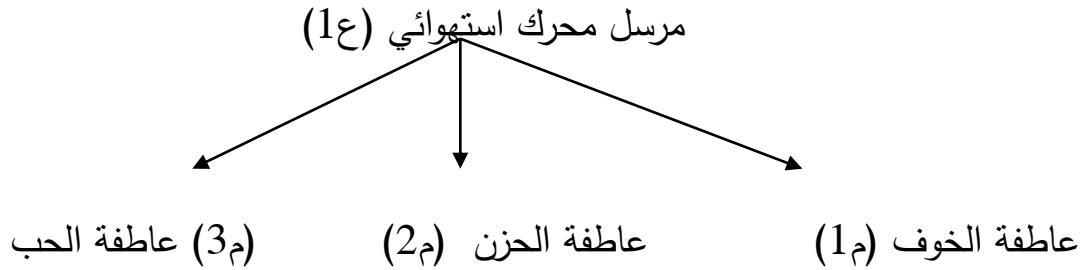 مرسل محرك استهوائي (ع1)
عاطفة الخوف (م1) عاطفة الحزن (م2) (م3) عاطفة الحب